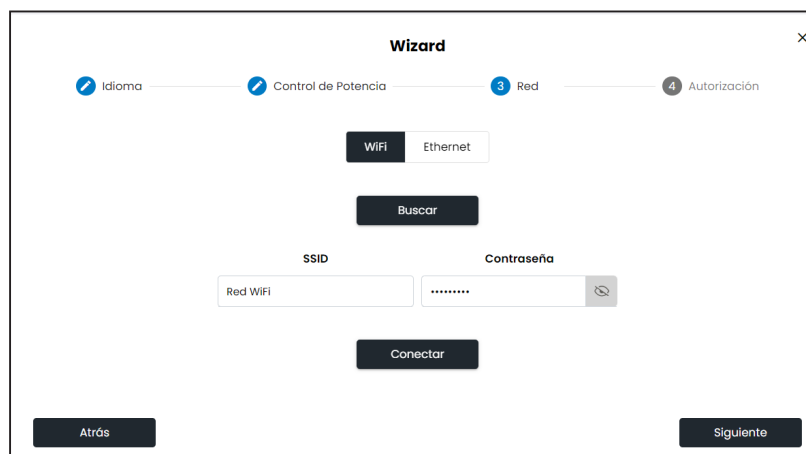 Wizard
Idioma
Control de Potencia
3 Red
4 Autorización
WiFi
Ethernet
Buscar
SSID
Contraseña
Red WiFi
•••••••••
Conectar
Atrás
Siguiente